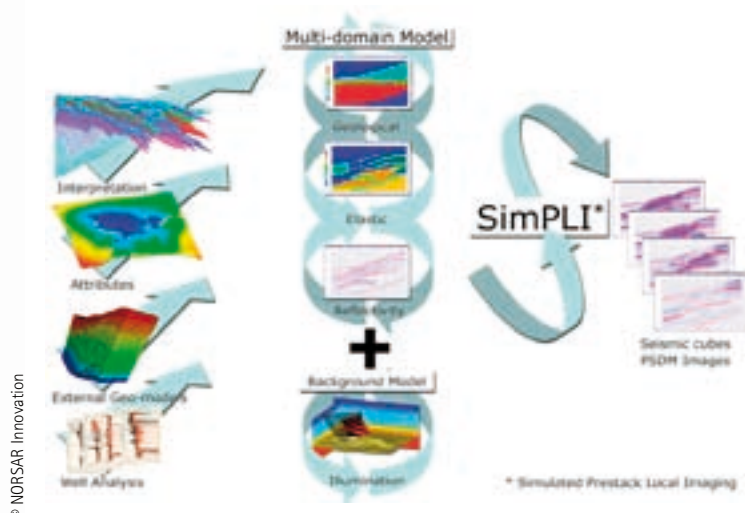 Multi-domain Model
Geological
Elastic
Reflectivity
Background Model
Illumination
Interpretation
Attributes
External Geo-models
Well Analysis
SimPLI*
Seismic cubes
PSDM Images
* Simulated Prestack Local Imaging
© NORSAR Innovation